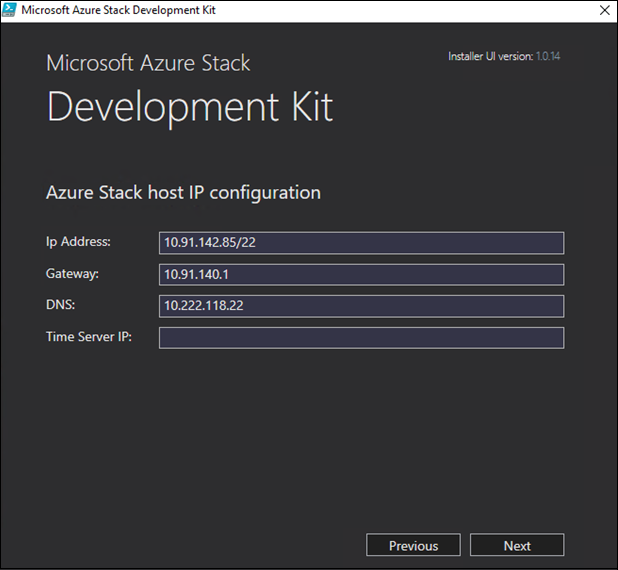 Microsoft Azure Stack Development Kit
Microsoft Azure Stack
Installer UI version: 1.0.14
Development Kit
Azure Stack host IP configuration
Ip Address: 10.91.142.85/22
Gateway: 10.91.140.1
DNS: 10.222.118.22
Time Server IP:
Previous Next